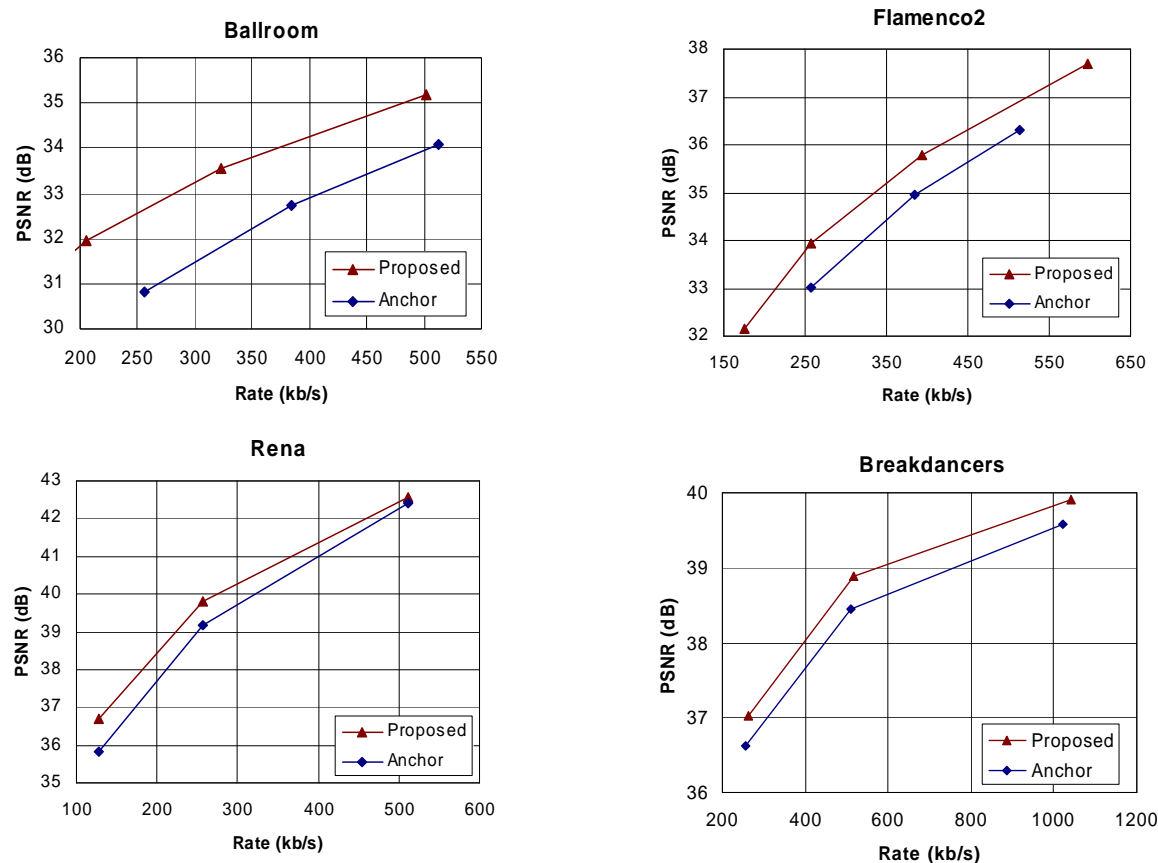 Ballroom
36
35
34
33
32
31
30
PSNR (dB)
200 250 300 350 400 450 500 550
Rate (kb/s)
Proposed
Anchor
Flamenco2
38
37
36
35
34
33
32
PSNR (dB)
150 250 350 450 550 650
Rate (kb/s)
Proposed
Anchor
Rena
43
42
41
40
39
38
37
36
35
PSNR (dB)
100 200 300 400 500 600
Rate (kb/s)
Proposed
Anchor
Breakdancers
40
39
38
37
36
PSNR (dB)
200 400 600 800 1000 1200
Rate (kb/s)
Proposed
Anchor